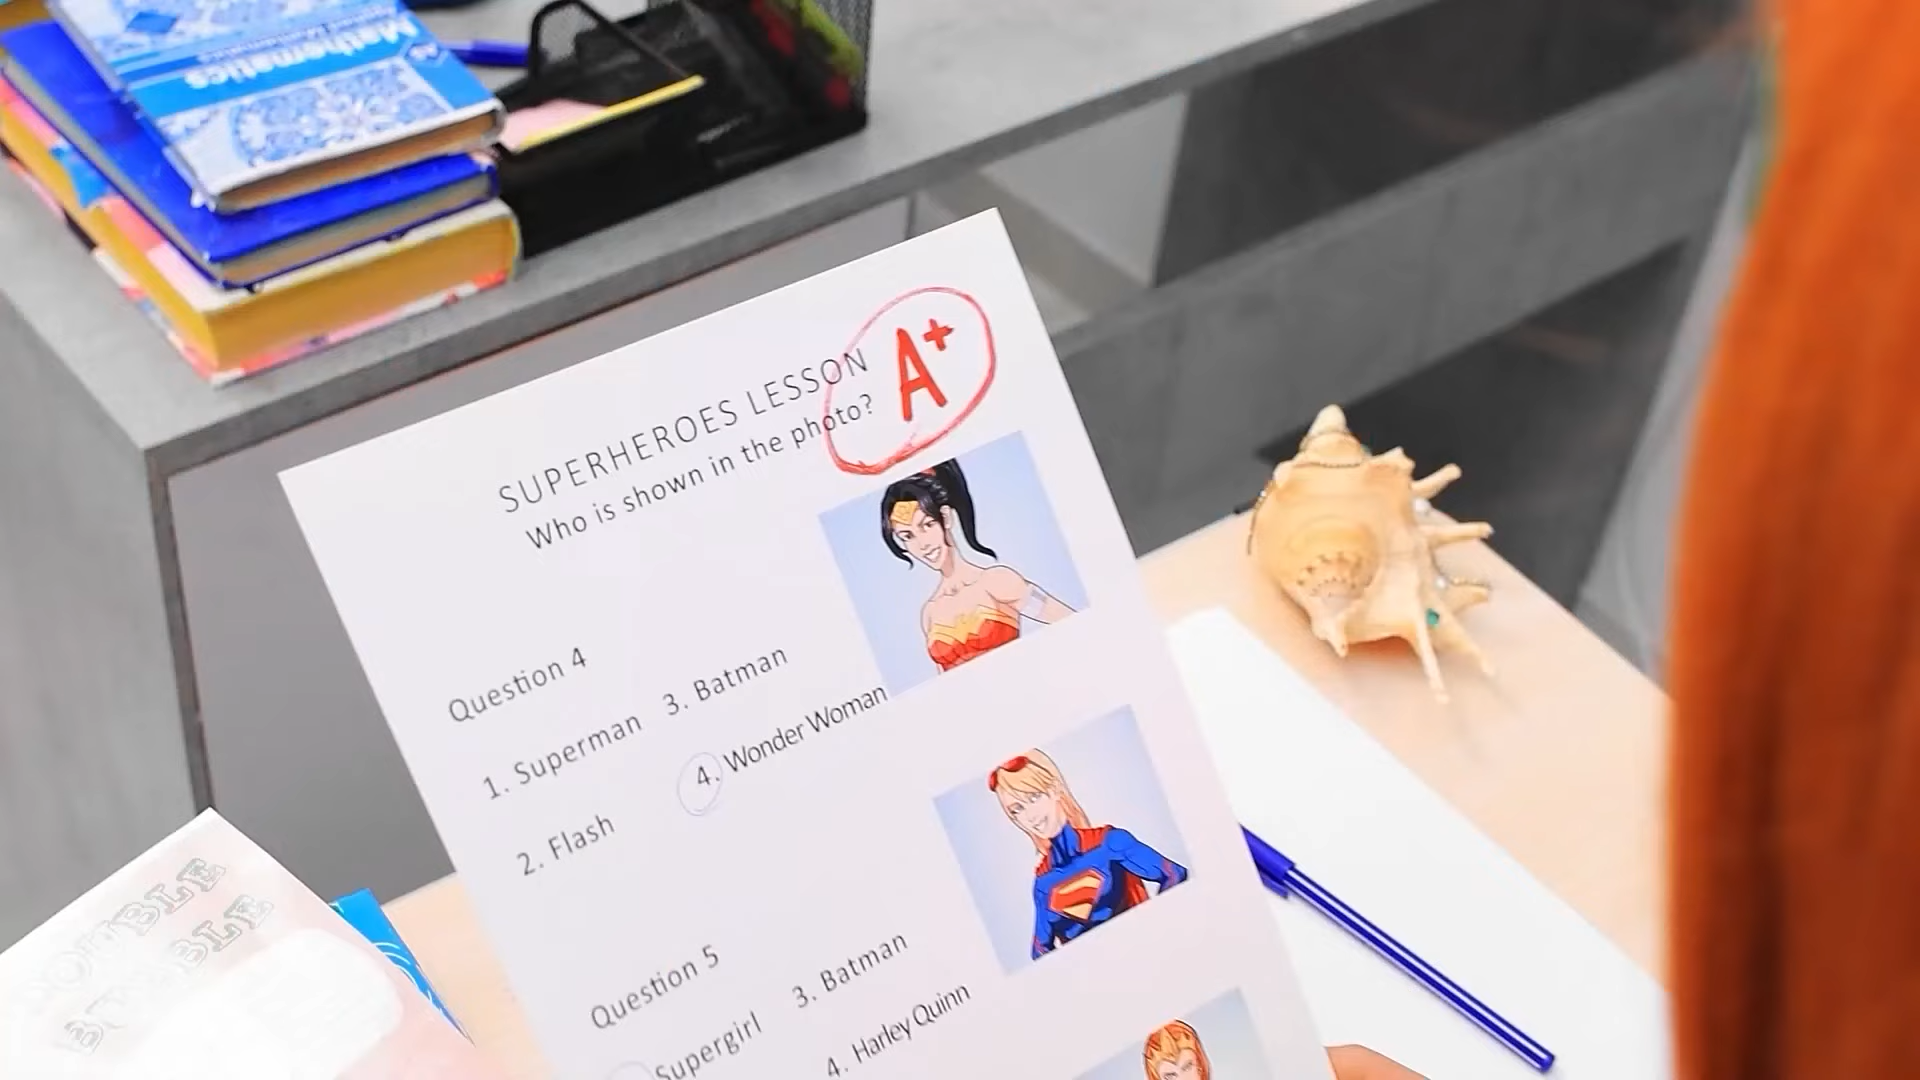 Mathematics
SUPERHEROES LESSON
A+
Who is shown in the photo?
Question 4
1. Superman
2. Flash
3. Batman
4. Wonder Woman
Question 5
Supergirl
3. Batman
4. Harley Quinn
DOUBLE
BUBBLE